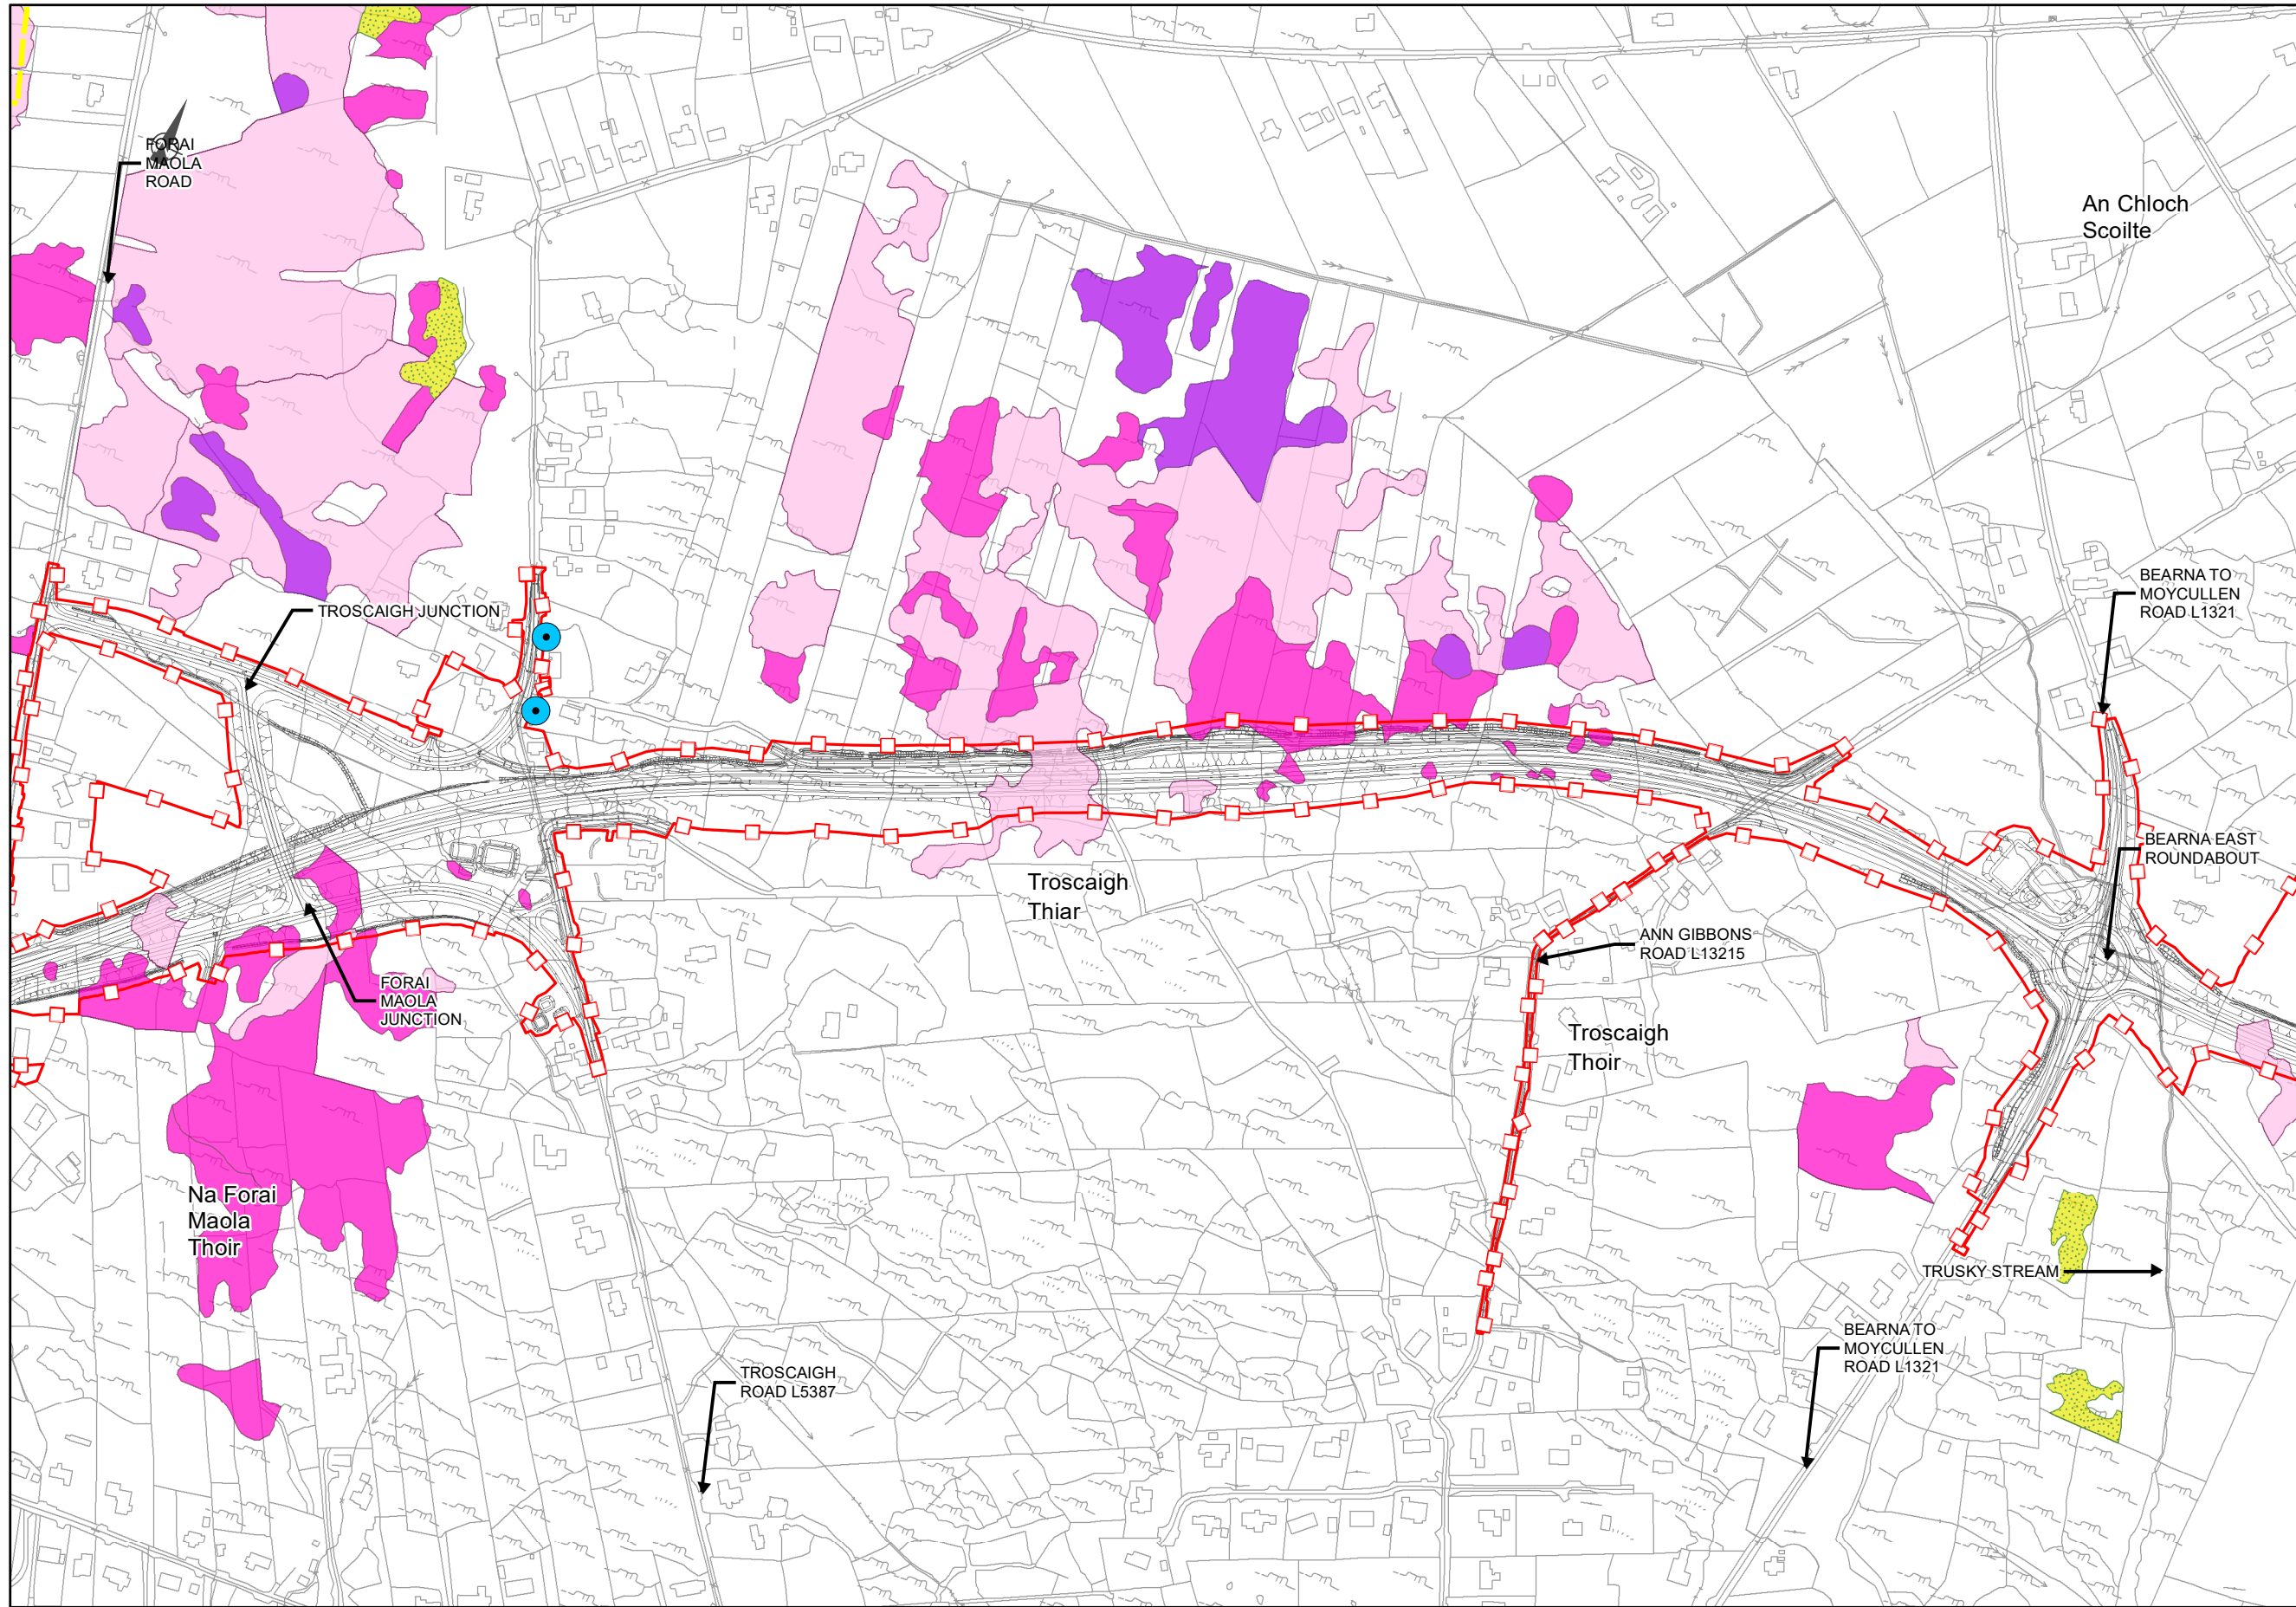 FORAI
MAOLA
ROAD
An Chloch
Scoilte
BEARNA TO
MOYCULLEN
ROAD L1321
TROSCAIGH JUNCTION
BEARNA EAST
ROUNDABOUT
Troscaigh
Thiar
ANN GIBBONS
ROAD L13215
FORAI
MAOLA
JUNCTION
Troscaigh
Thoir
Na Forai
Maola
Thoir
TRUSKY STREAM
BEARNA TO
MOYCULLEN
ROAD L1321
TROSCAIGH
ROAD L5387